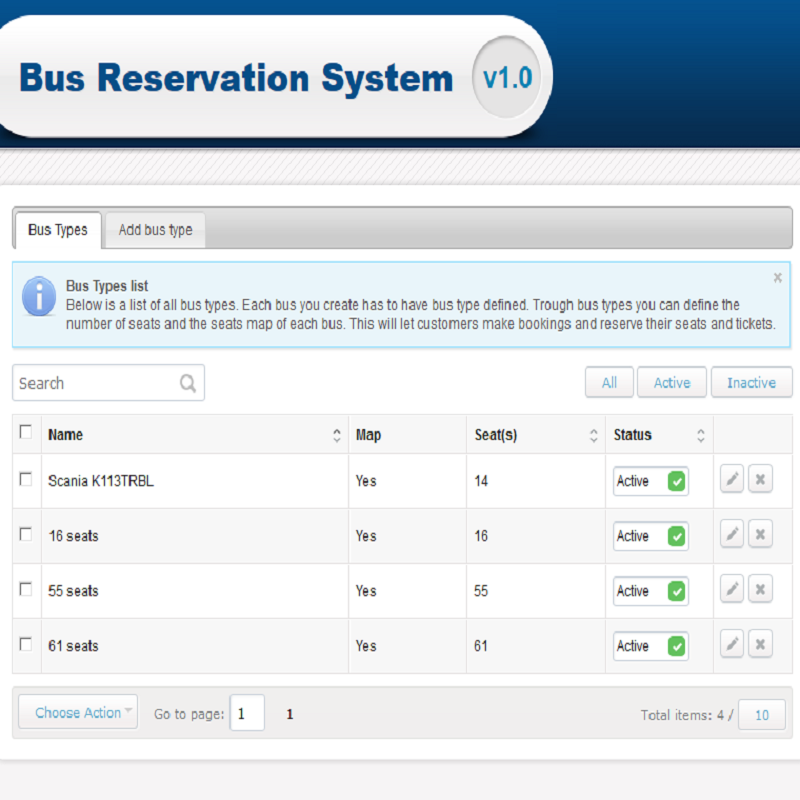 Bus Reservation System v1.0
Bus Types Add bus type
Bus Types list
Below is a list of all bus types. Each bus you create has to have bus type defined. Trough bus types you can define the
number of seats and the seats map of each bus. This will let customers make bookings and reserve their seats and tickets.
Search All Active Inactive
Name Map Seat(s) Status
Scania K113TRBL Yes 14 Active
16 seats Yes 16 Active
55 seats Yes 55 Active
61 seats Yes 61 Active
Choose Action Go to page: 1 1 Total items: 4 / 10